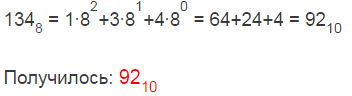 134₈ = 1∙8²+3∙8¹+4∙8⁰ = 64+24+4 = 92₁₀
Получилось: 92₁₀